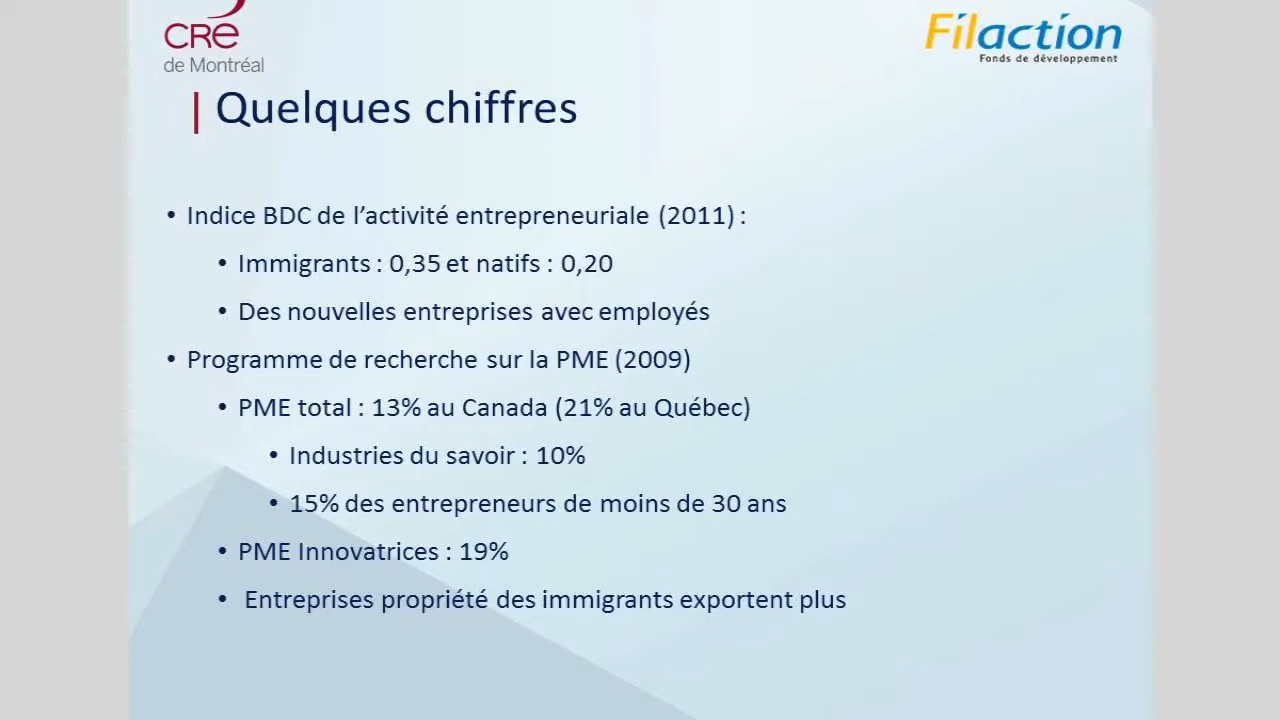 CRé
de Montréal
Filaction
Fonds de développement
| Quelques chiffres
• Indice BDC de l’activité entrepreneuriale (2011) :
• Immigrants : 0,35 et natifs : 0,20
• Des nouvelles entreprises avec employés
• Programme de recherche sur la PME (2009)
• PME total : 13% au Canada (21% au Québec)
• Industries du savoir : 10%
• 15% des entrepreneurs de moins de 30 ans
• PME Innovatrices : 19%
• Entreprises propriété des immigrants exportent plus